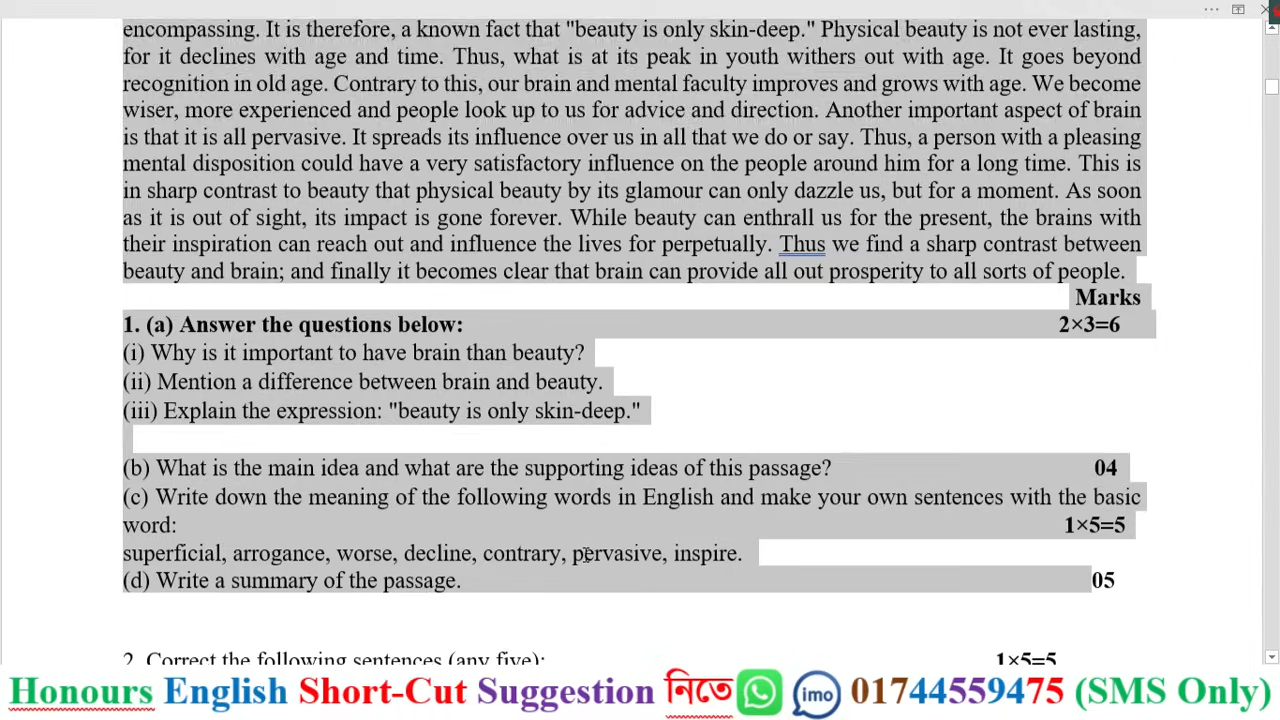 encompassing. It is therefore, a known fact that "beauty is only skin-deep." Physical beauty is not ever lasting,
for it declines with age and time. Thus, what is at its peak in youth withers out with age. It goes beyond
recognition in old age. Contrary to this, our brain and mental faculty improves and grows with age. We become
wiser, more experienced and people look up to us for advice and direction. Another important aspect of brain
is that it is all pervasive. It spreads its influence over us in all that we do or say. Thus, a person with a pleasing
mental disposition could have a very satisfactory influence on the people around him for a long time. This is
in sharp contrast to beauty that physical beauty by its glamour can only dazzle us, but for a moment. As soon
as it is out of sight, its impact is gone forever. While beauty can enthrall us for the present, the brains with
their inspiration can reach out and influence the lives for perpetually. Thus we find a sharp contrast between
beauty and brain; and finally it becomes clear that brain can provide all out prosperity to all sorts of people.
Marks
1. (a) Answer the questions below: 2×3=6
(i) Why is it important to have brain than beauty?
(ii) Mention a difference between brain and beauty.
(iii) Explain the expression: "beauty is only skin-deep."
(b) What is the main idea and what are the supporting ideas of this passage? 04
(c) Write down the meaning of the following words in English and make your own sentences with the basic
word: 1×5=5
superficial, arrogance, worse, decline, contrary, pervasive, inspire.
(d) Write a summary of the passage. 05
2. Correct the following sentences (any five): 1×5=5
Honours English Short-Cut Suggestion নিতে imo 01744559475 (SMS Only)